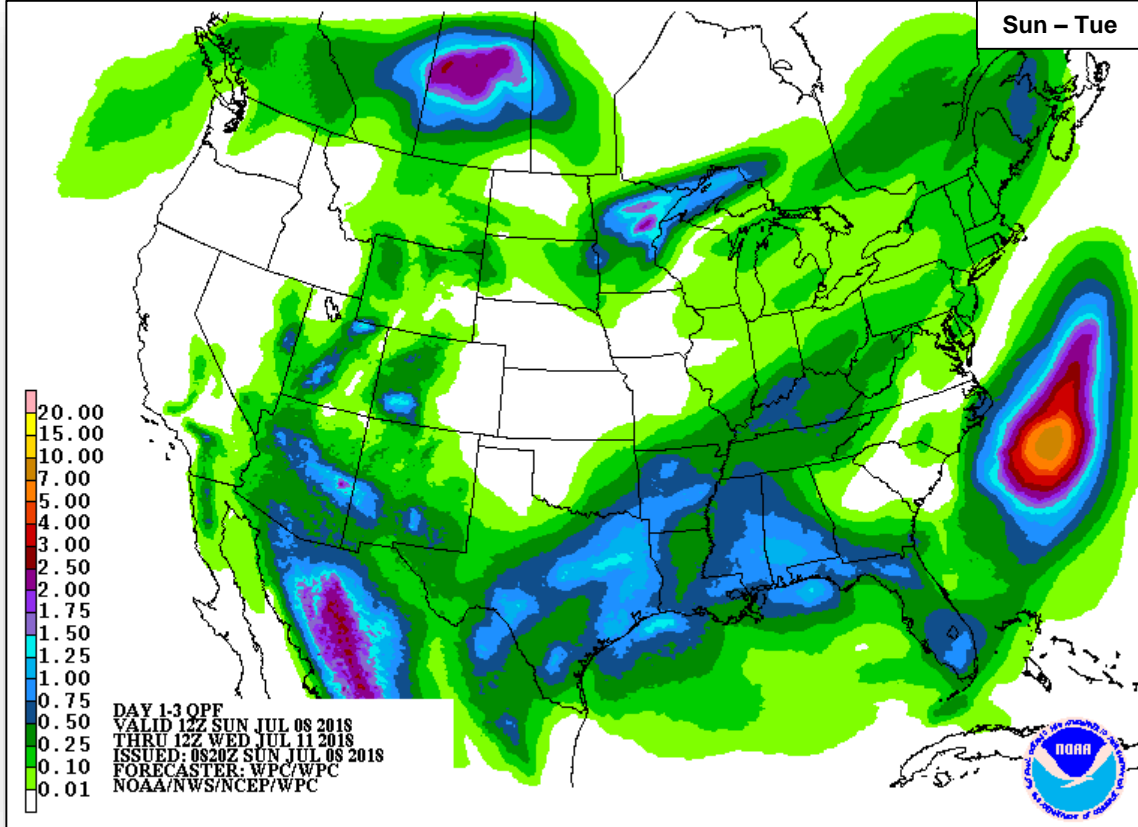 Sun – Tue
20.00
15.00
10.00
7.00
5.00
4.00
3.00
2.50
2.00
1.75
1.50
1.25
1.00
0.75
0.50
0.25
0.10
0.01
DAY 1-3 QPF
VALID 12Z SUN JUL 08 2018
THRU 12Z WED JUL 11 2018
ISSUED: 0820Z SUN JUL 08 2018
FORECASTER: WPC/WPC
NOAA/NWS/NCEP/WPC
NOAA